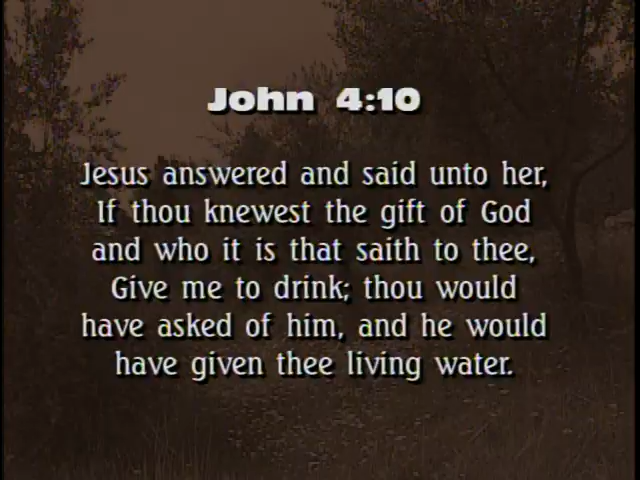 John 4:10
Jesus answered and said unto her,
If thou knewest the gift of God
and who it is that saith to thee,
Give me to drink; thou would
have asked of him, and he would
have given thee living water.